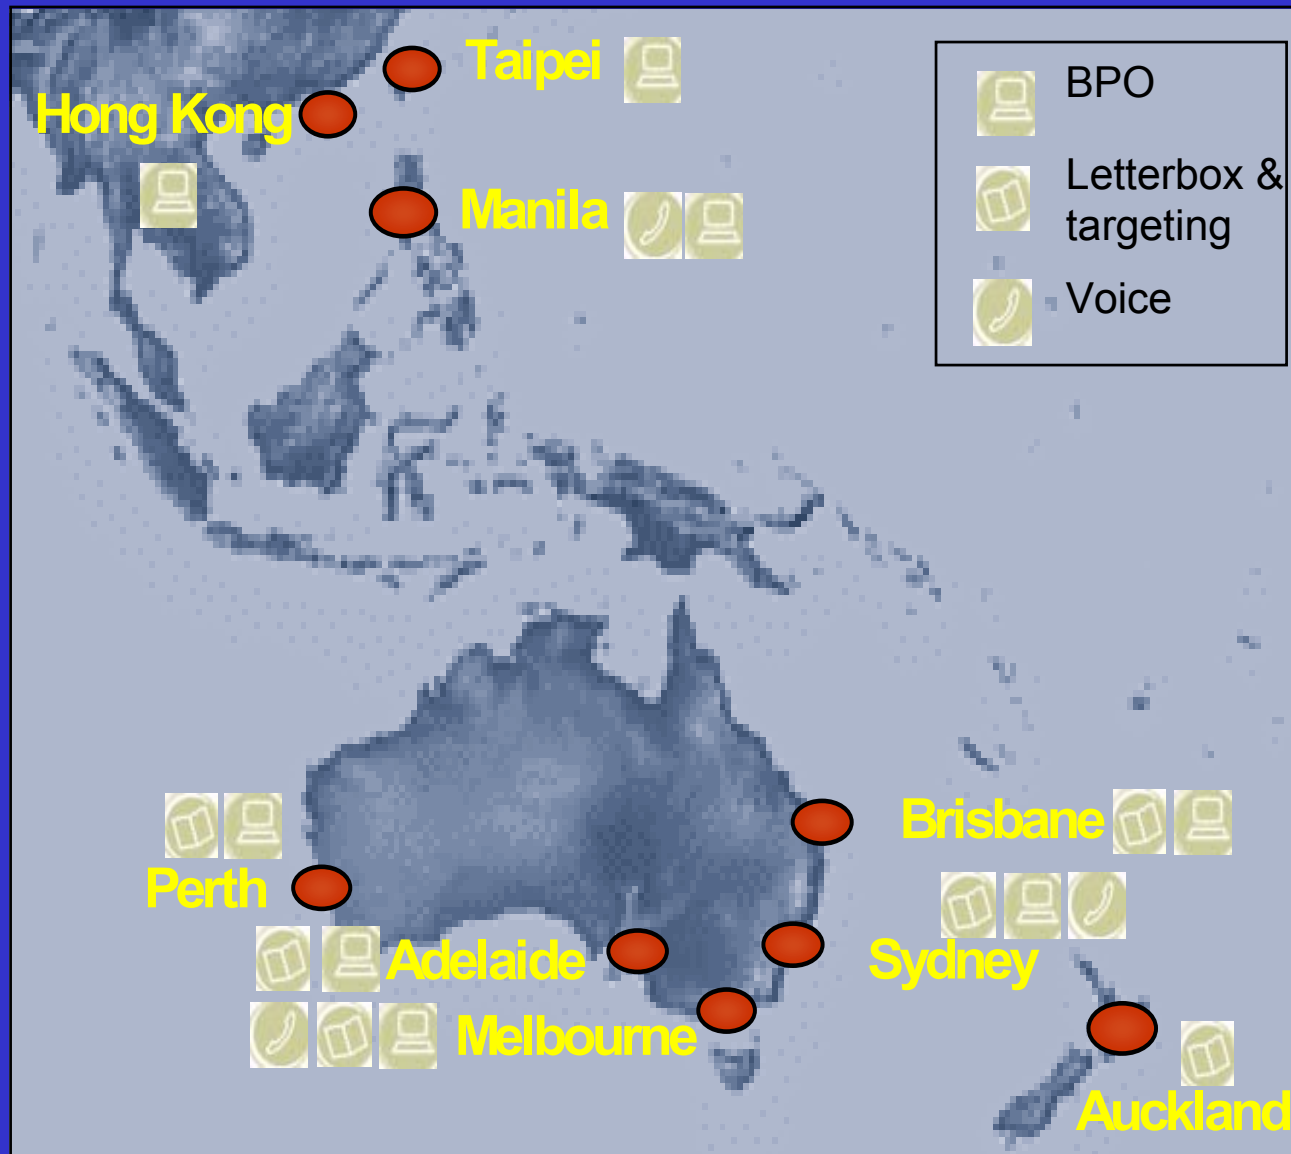 Taipei
Hong Kong
Manila
BPO
Letterbox &
targeting
Voice
Brisbane
Perth
Sydney
Adelaide
Melbourne
Auckland